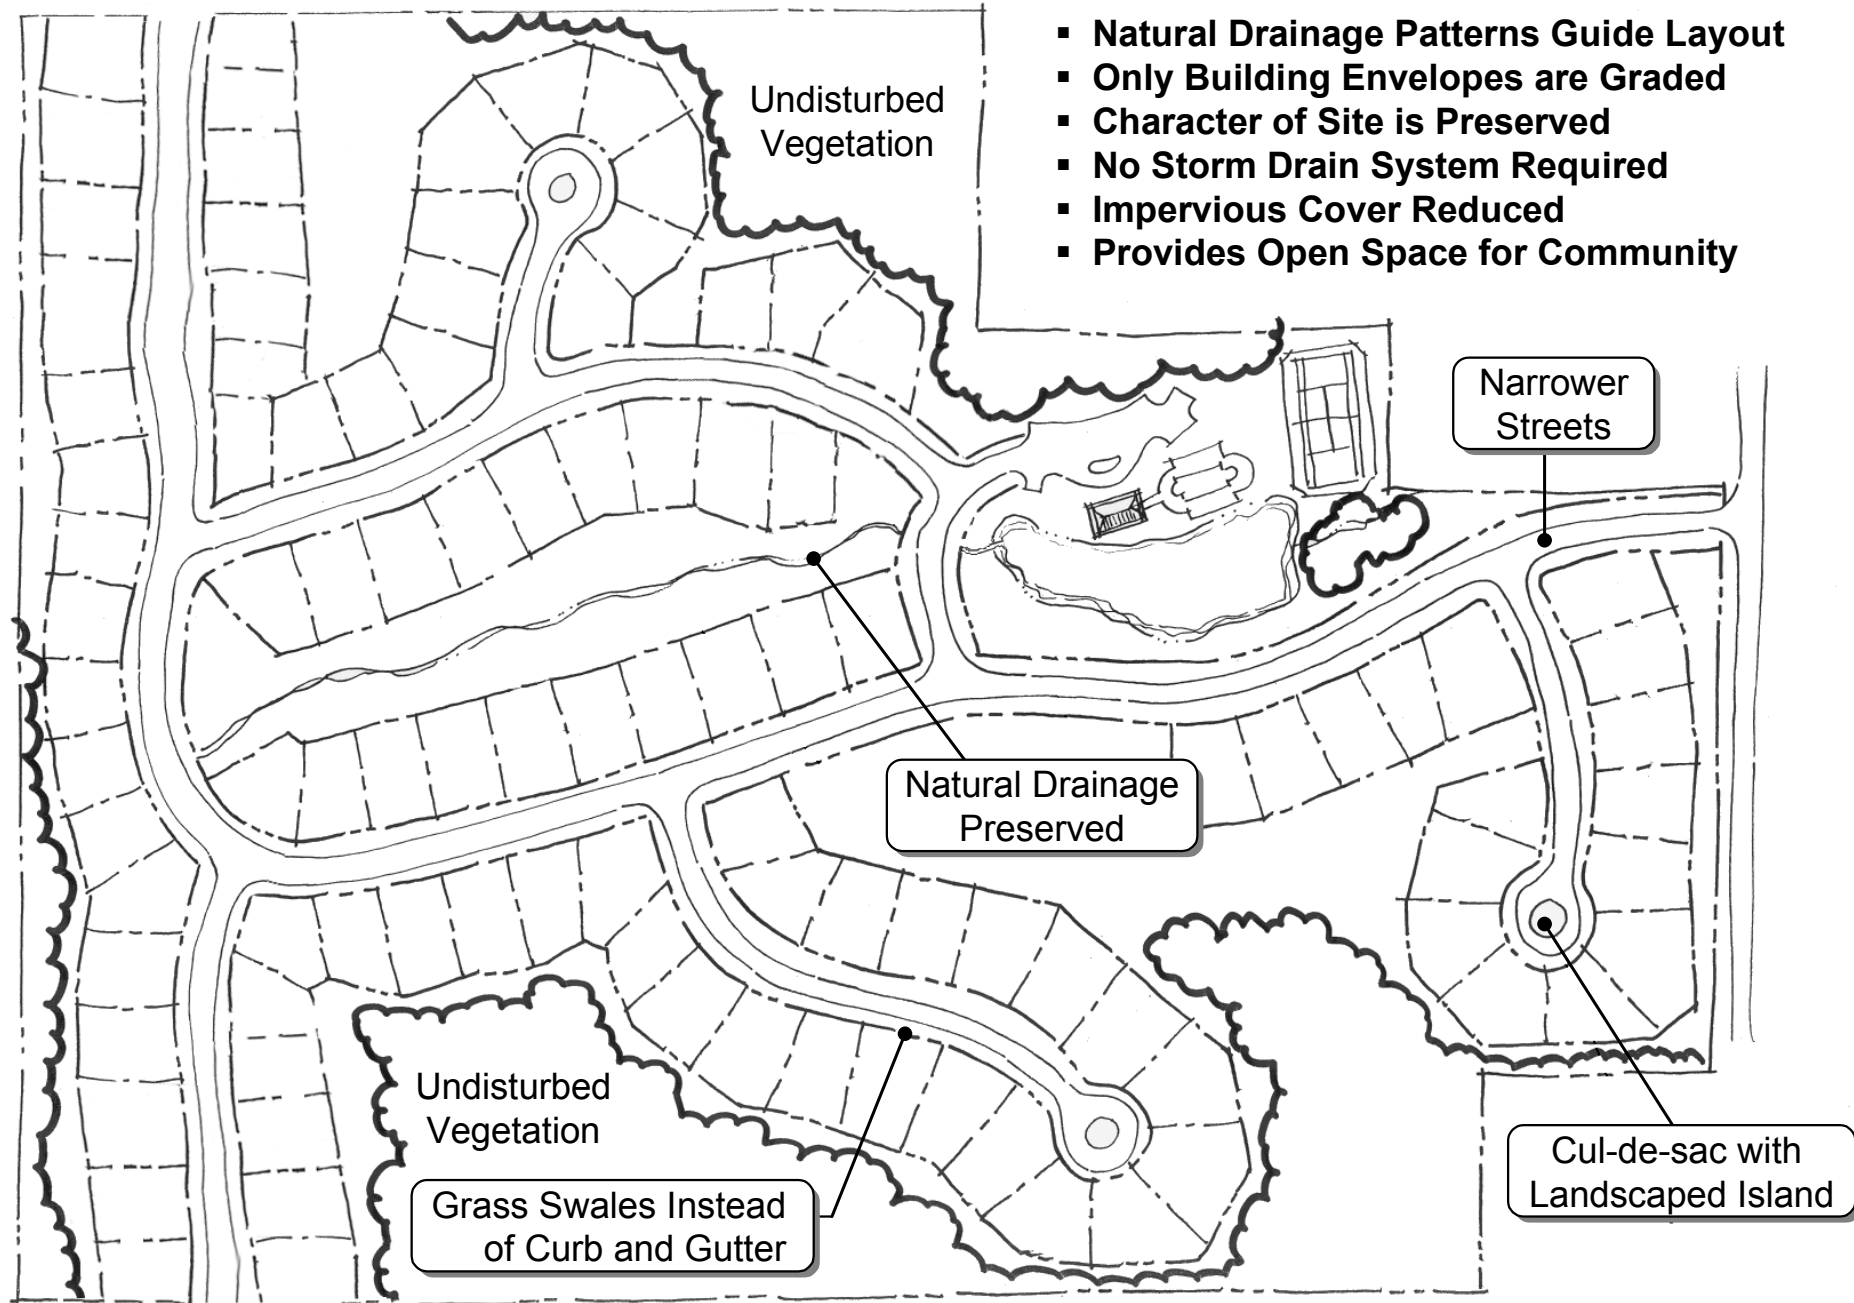 ▪ Natural Drainage Patterns Guide Layout
▪ Only Building Envelopes are Graded
▪ Character of Site is Preserved
▪ No Storm Drain System Required
▪ Impervious Cover Reduced
▪ Provides Open Space for Community
Undisturbed
Vegetation
Narrower
Streets
Natural Drainage
Preserved
Undisturbed
Vegetation
Grass Swales Instead
of Curb and Gutter
Cul-de-sac with
Landscaped Island